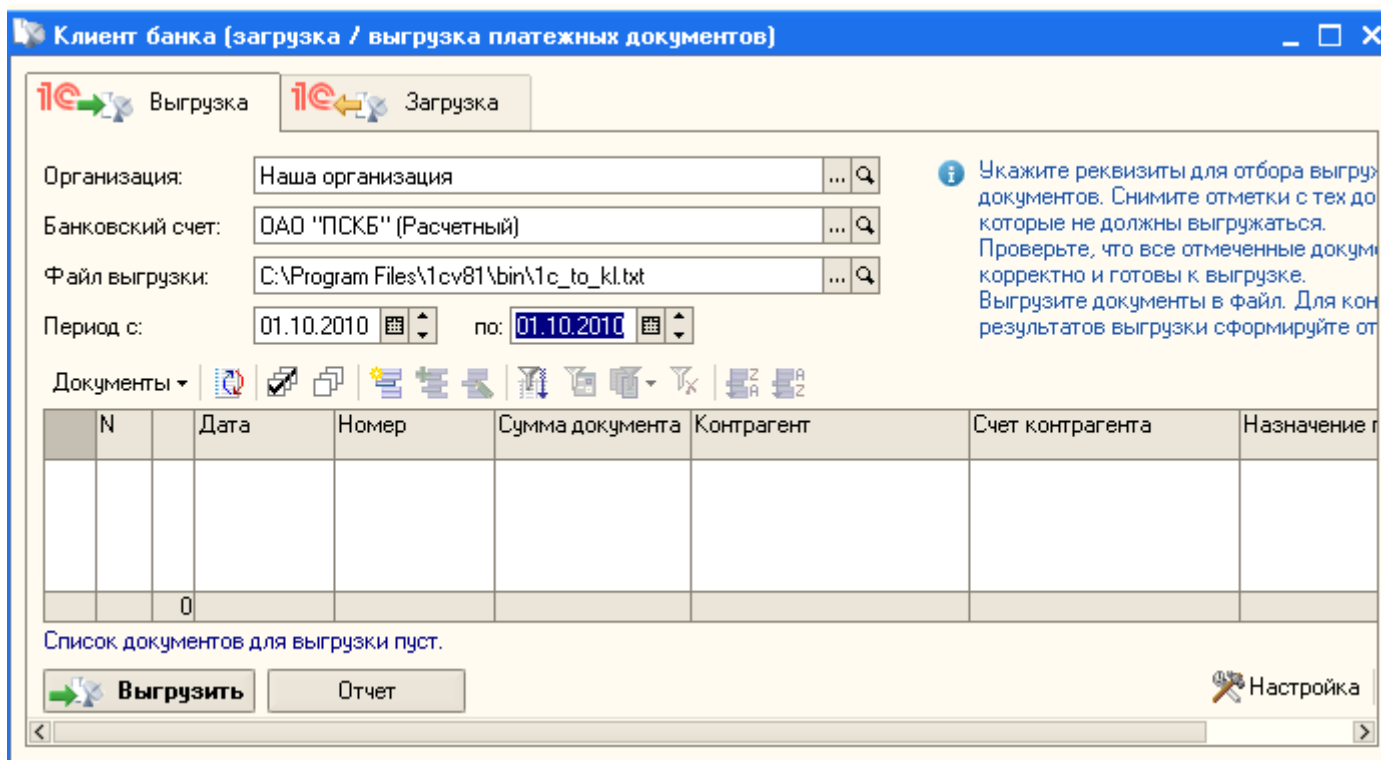 Клиент банка (загрузка / выгрузка платежных документов)
1С Выгрузка 1С Загрузка
Организация: Наша организация ...
Банковский счет: ОАО "ПСКБ" (Расчетный) ...
Файл выгрузки: C:\Program Files\1cv81\bin\1c_to_kl.txt ...
Период с: 01.10.2010 по: 01.10.2010
Укажите реквизиты для отбора выгруж
документов. Снимите отметки с тех до
которые не должны выгружаться.
Проверьте, что все отмеченные докум
корректно и готовы к выгрузке.
Выгрузите документы в файл. Для кон
результатов выгрузки сформируйте от
Документы
N Дата Номер Сумма документа Контрагент Счет контрагента Назначение п
0
Список документов для выгрузки пуст.
Выгрузить Отчет Настройка